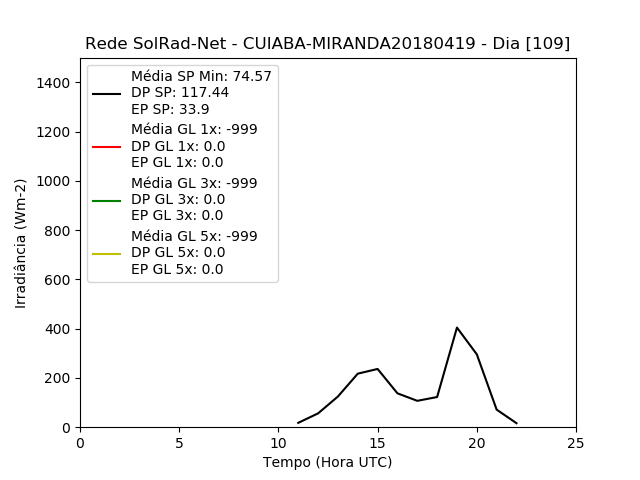 Rede SolRad-Net - CUIABA-MIRANDA20180419 - Dia [109]
Média SP Min: 74.57
DP SP: 117.44
EP SP: 33.9
Média GL 1x: -999
DP GL 1x: 0.0
EP GL 1x: 0.0
Média GL 3x: -999
DP GL 3x: 0.0
EP GL 3x: 0.0
Média GL 5x: -999
DP GL 5x: 0.0
EP GL 5x: 0.0
Irradiância (Wm-2)
1400
1200
1000
800
600
400
200
0
0 5 10 15 20 25
Tempo (Hora UTC)